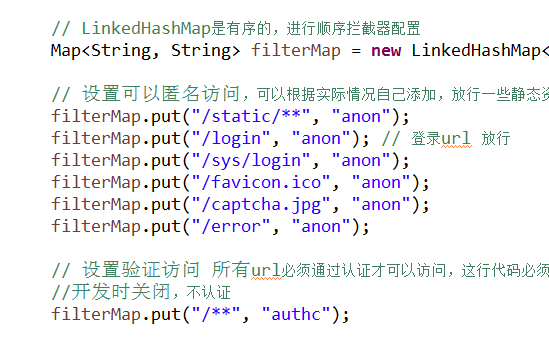 // LinkedHashMap是有序的，进行顺序拦截器配置
Map<String, String> filterMap = new LinkedHashMap<
// 设置可以匿名访问，可以根据实际情况自己添加，放行一些静态资
filterMap.put("/static/**", "anon");
filterMap.put("/login", "anon"); // 登录url 放行
filterMap.put("/sys/login", "anon");
filterMap.put("/favicon.ico", "anon");
filterMap.put("/captcha.jpg", "anon");
filterMap.put("/error", "anon");
// 设置验证访问 所有url必须通过认证才可以访问，这行代码必须
//开发时关闭，不认证
filterMap.put("/**", "authc");